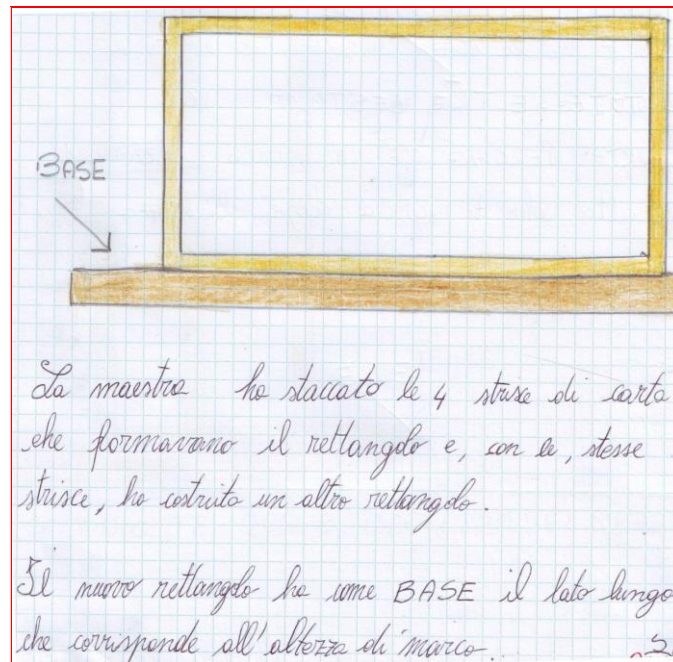 BASE
La maestra ha staccato le 4 strisce di carta
che formavano il rettangolo e, con le, stesse
strisce, ha costruito un altro rettangolo.
Il nuovo rettangolo ha come BASE il lato lungo
che corrisponde all'altezza di marco.